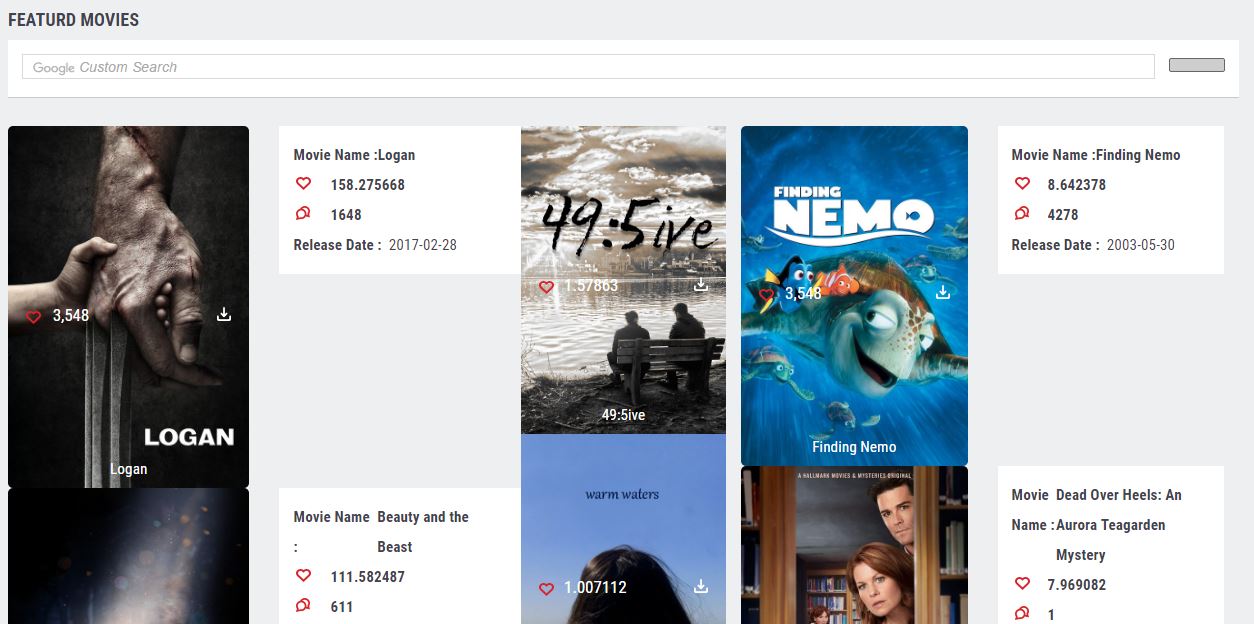 FEATURD MOVIES
Google Custom Search
LOGAN
3,548
Logan
Movie Name :Logan
158.275668
1648
Release Date : 2017-02-28
49:5ive
1.57863
49:5ive
FINDING
NEMO
3,548
Finding Nemo
Movie Name :Finding Nemo
8.642378
4278
Release Date : 2003-05-30
Movie Name Beauty and the
: Beast
111.582487
611
warm waters
1.007112
A HALLMARK MOVIES & MYSTERIES ORIGINAL
Movie Dead Over Heels: An
Name :Aurora Teagarden
Mystery
7.969082
1